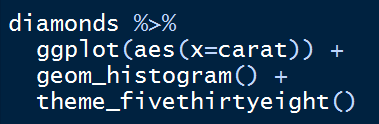 diamonds %>%
  ggplot(aes(x=carat)) +
  geom_histogram() +
  theme_fivethirtyeight()